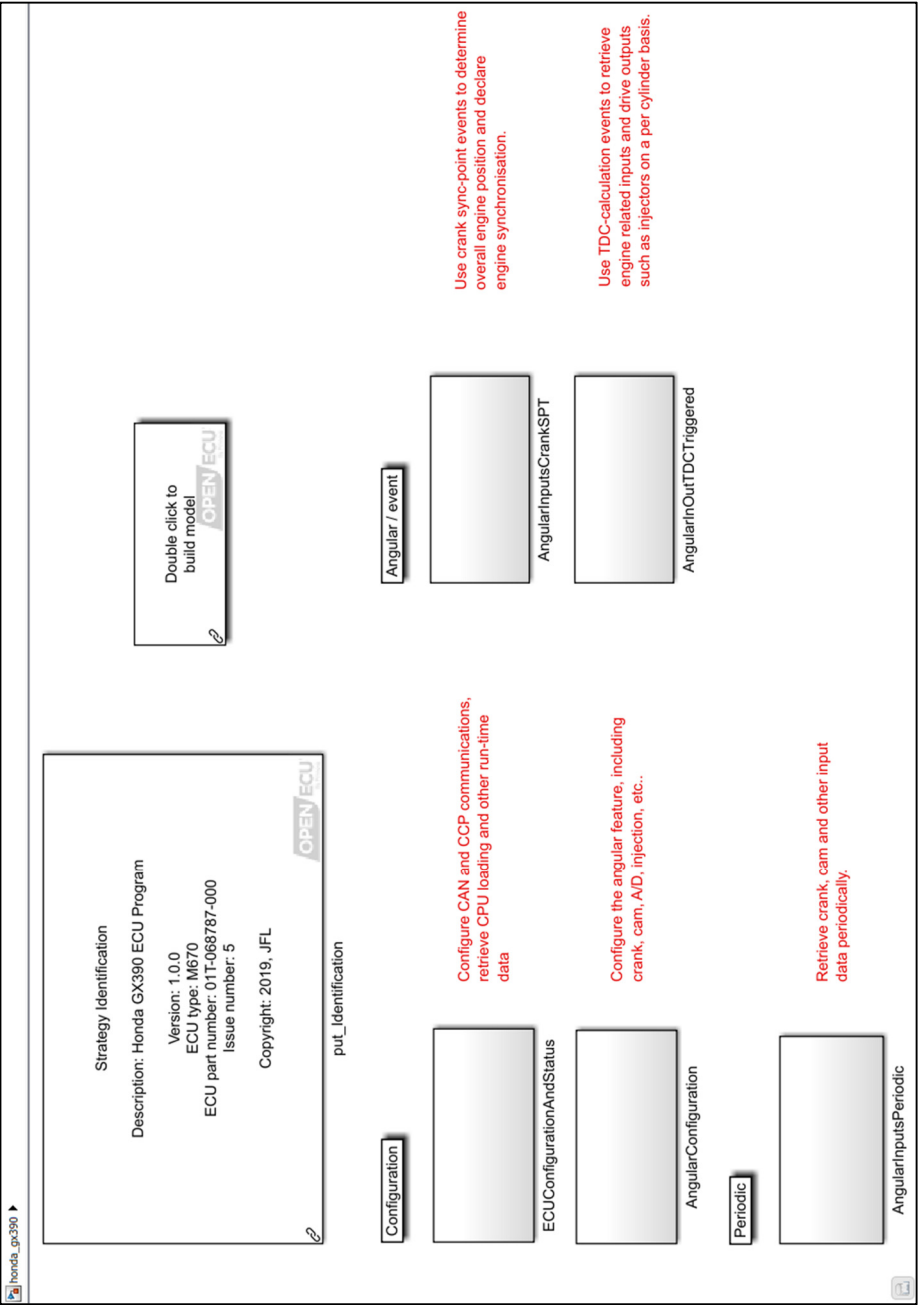 honda_gx390
Strategy Identification
Description: Honda GX390 ECU Program
Version: 1.0.0
ECU type: M670
ECU part number: 01T-068787-000
Issue number: 5
Copyright: 2019, JFL
OPEN ECU
put_Identification
Double click to
build model
OPEN ECU
Configuration
ECUConfigurationAndStatus
Configure CAN and CCP communications,
retrieve CPU loading and other run-time
data
AngularConfiguration
Configure the angular feature, including
crank, cam, A/D, injection, etc..
Periodic
AngularInputsPeriodic
Retrieve crank, cam and other input
data periodically.
Angular / event
AngularInputsCrankSPT
Use crank sync-point events to determine
overall engine position and declare
engine synchronisation.
AngularInOutTDCTriggered
Use TDC-calculation events to retrieve
engine related inputs and drive outputs
such as injectors on a per cylinder basis.